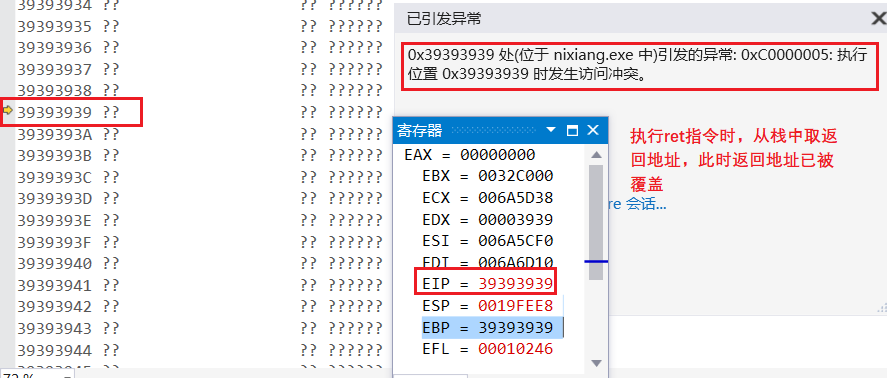 39393934 ?? ?? ??????
39393935 ?? ?? ??????
39393936 ?? ?? ??????
39393937 ?? ?? ??????
39393938 ?? ?? ??????
39393939 ?? ?? ??????
3939393A ?? ?? ??????
3939393B ?? ?? ??????
3939393C ?? ?? ??????
3939393D ?? ?? ??????
3939393E ?? ?? ??????
3939393F ?? ?? ??????
39393940 ?? ?? ??????
39393941 ?? ?? ??????
39393942 ?? ?? ??????
39393943 ?? ?? ??????
39393944 ?? ?? ??????
已引发异常
0x39393939 处(位于 nixiang.exe 中)引发的异常: 0xC0000005: 执行
位置 0x39393939 时发生访问冲突。
执行ret指令时，从栈中取返
回地址，此时返回地址已被
覆盖
re 会话...
寄存器
EAX = 00000000
EBX = 0032C000
ECX = 006A5D38
EDX = 00003939
ESI = 006A5CF0
EDI = 006A6D10
EIP = 39393939
ESP = 0019FEE8
EBP = 39393939
EFL = 00010246